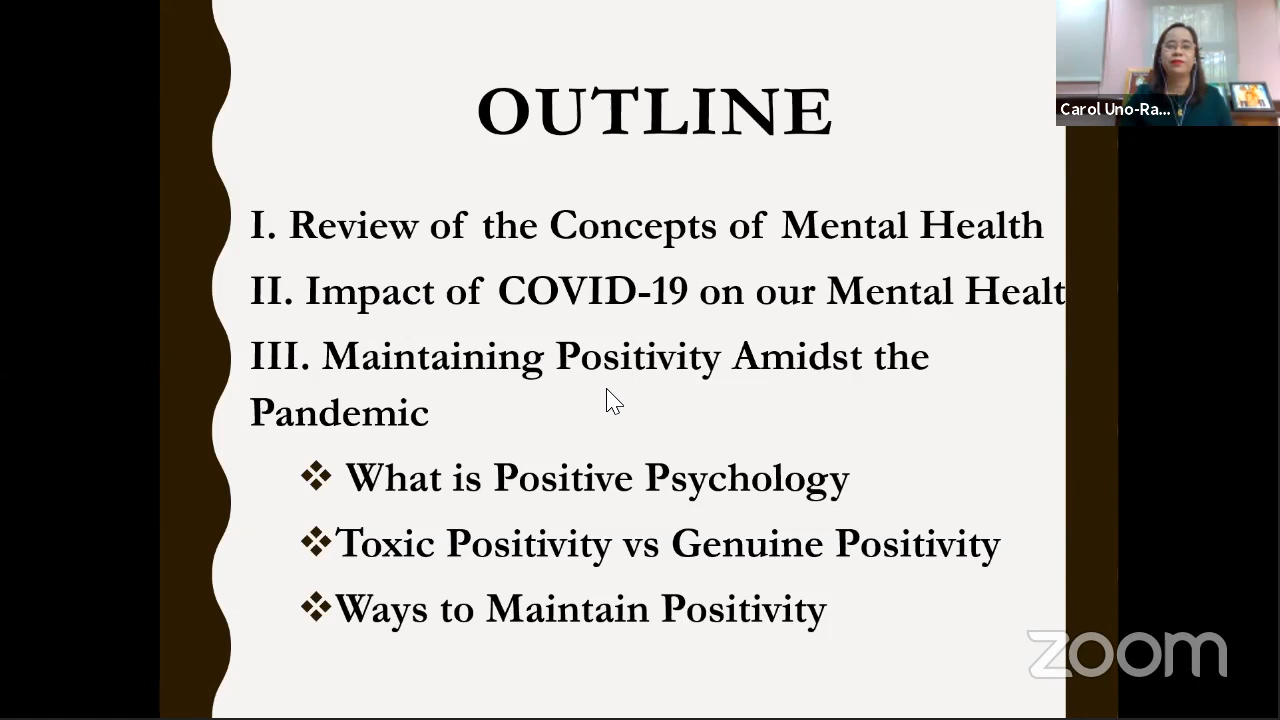 OUTLINE
Carol Uno-Ra...
I. Review of the Concepts of Mental Health
II. Impact of COVID-19 on our Mental Healt
III. Maintaining Positivity Amidst the
Pandemic
❖ What is Positive Psychology
❖Toxic Positivity vs Genuine Positivity
❖Ways to Maintain Positivity
zoom